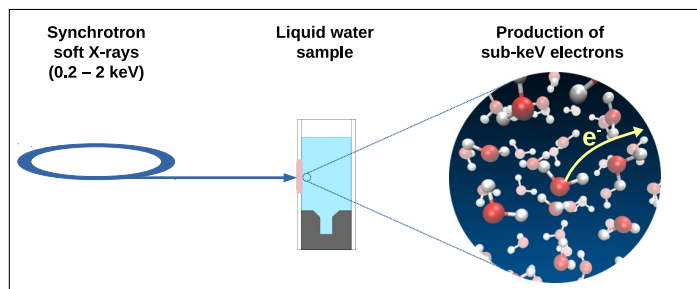 Synchrotron
soft X-rays
(0.2 – 2 keV)
Liquid water
sample
Production of
sub-keV electrons
e⁻